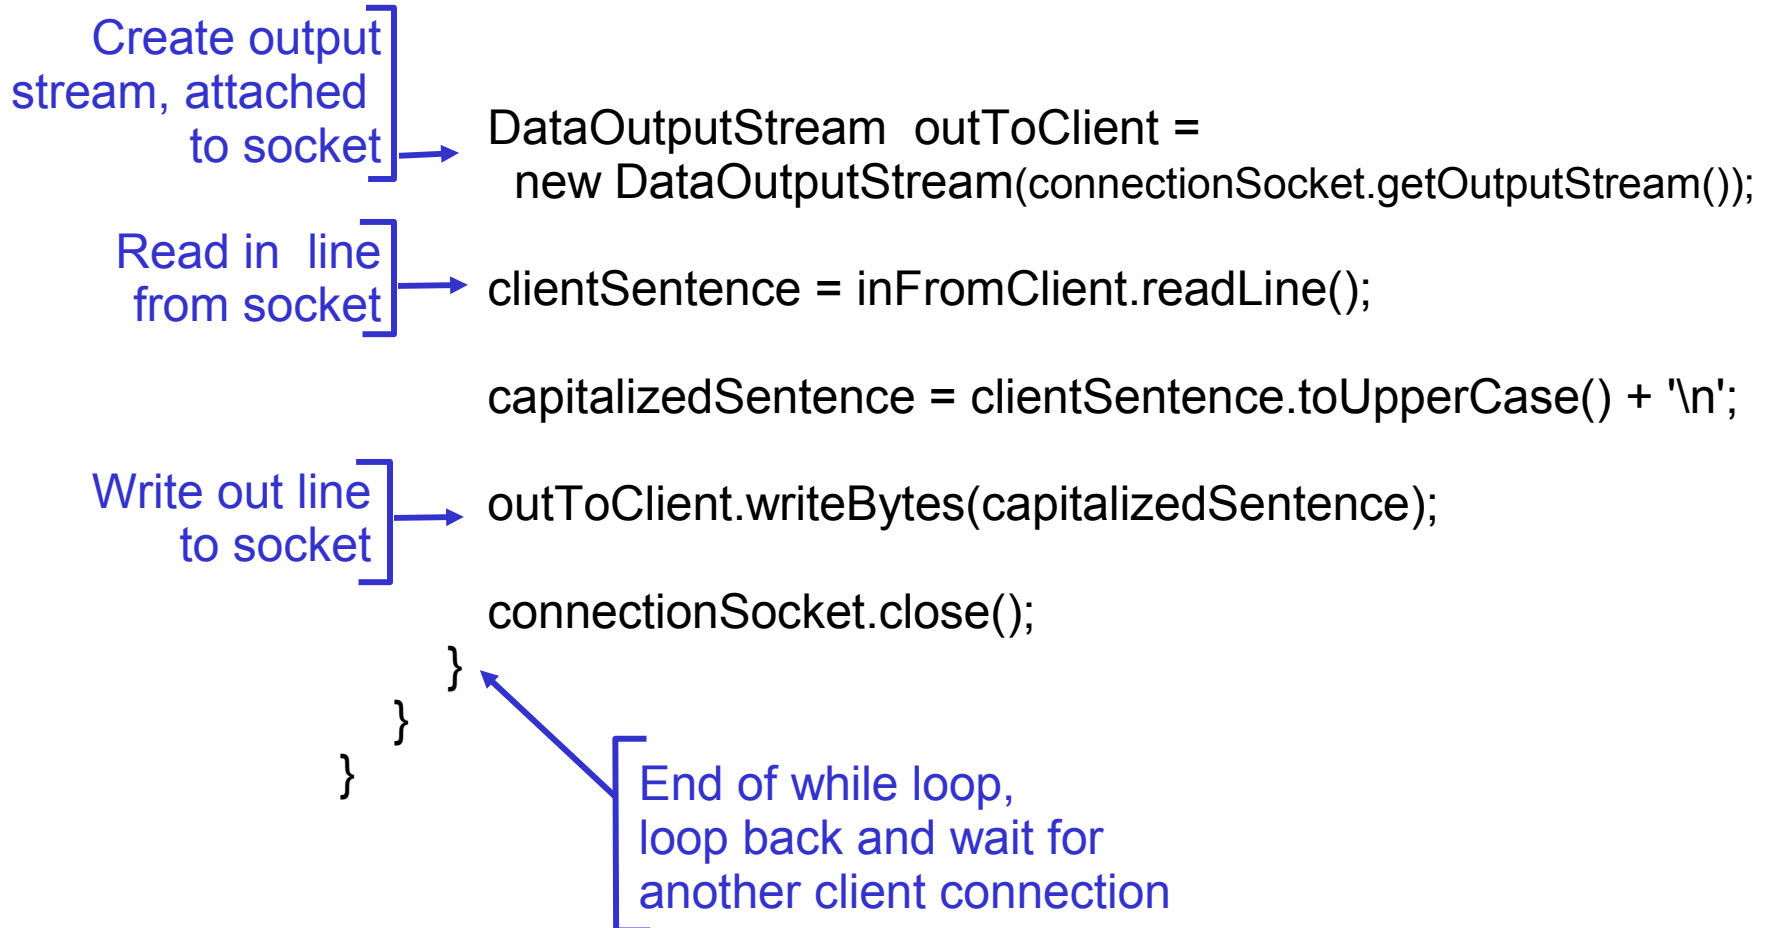 Create output
stream, attached
to socket
DataOutputStream outToClient =
new DataOutputStream(connectionSocket.getOutputStream());
Read in line
from socket
clientSentence = inFromClient.readLine();
capitalizedSentence = clientSentence.toUpperCase() + '\n';
Write out line
to socket
outToClient.writeBytes(capitalizedSentence);
connectionSocket.close();
}
}
}
End of while loop,
loop back and wait for
another client connection